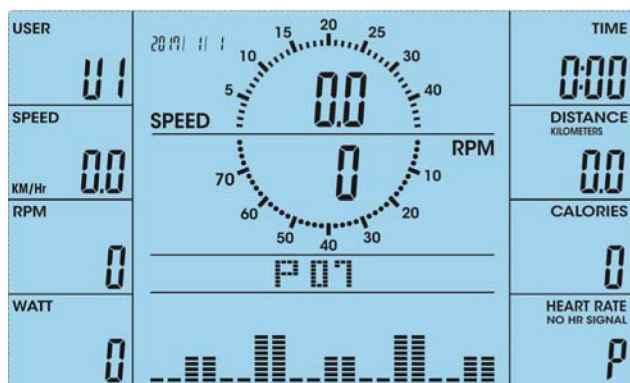 USER
U1
SPEED
0.0
KM/Hr
RPM
0
WATT
0
2017/ 1/ 1
5
10
15
20
25
30
40
SPEED
0.0
RPM
0
70
60
50
40
30
20
10
P07
TIME
0:00
DISTANCE
KILOMETERS
0.0
CALORIES
0
HEART RATE
NO HR SIGNAL
P